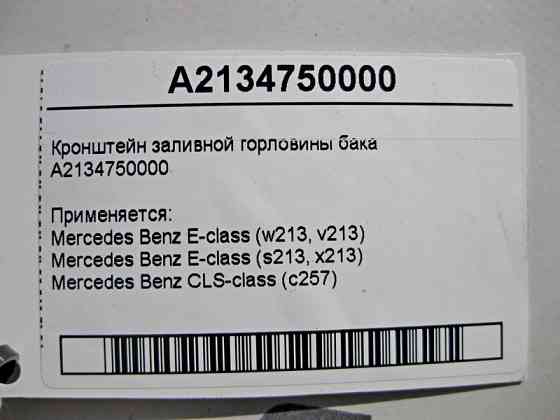 A2134750000
Кронштейн заливной горловины бака
A2134750000
Применяется:
Mercedes Benz E-class (w213, v213)
Mercedes Benz E-class (s213, x213)
Mercedes Benz CLS-class (c257)